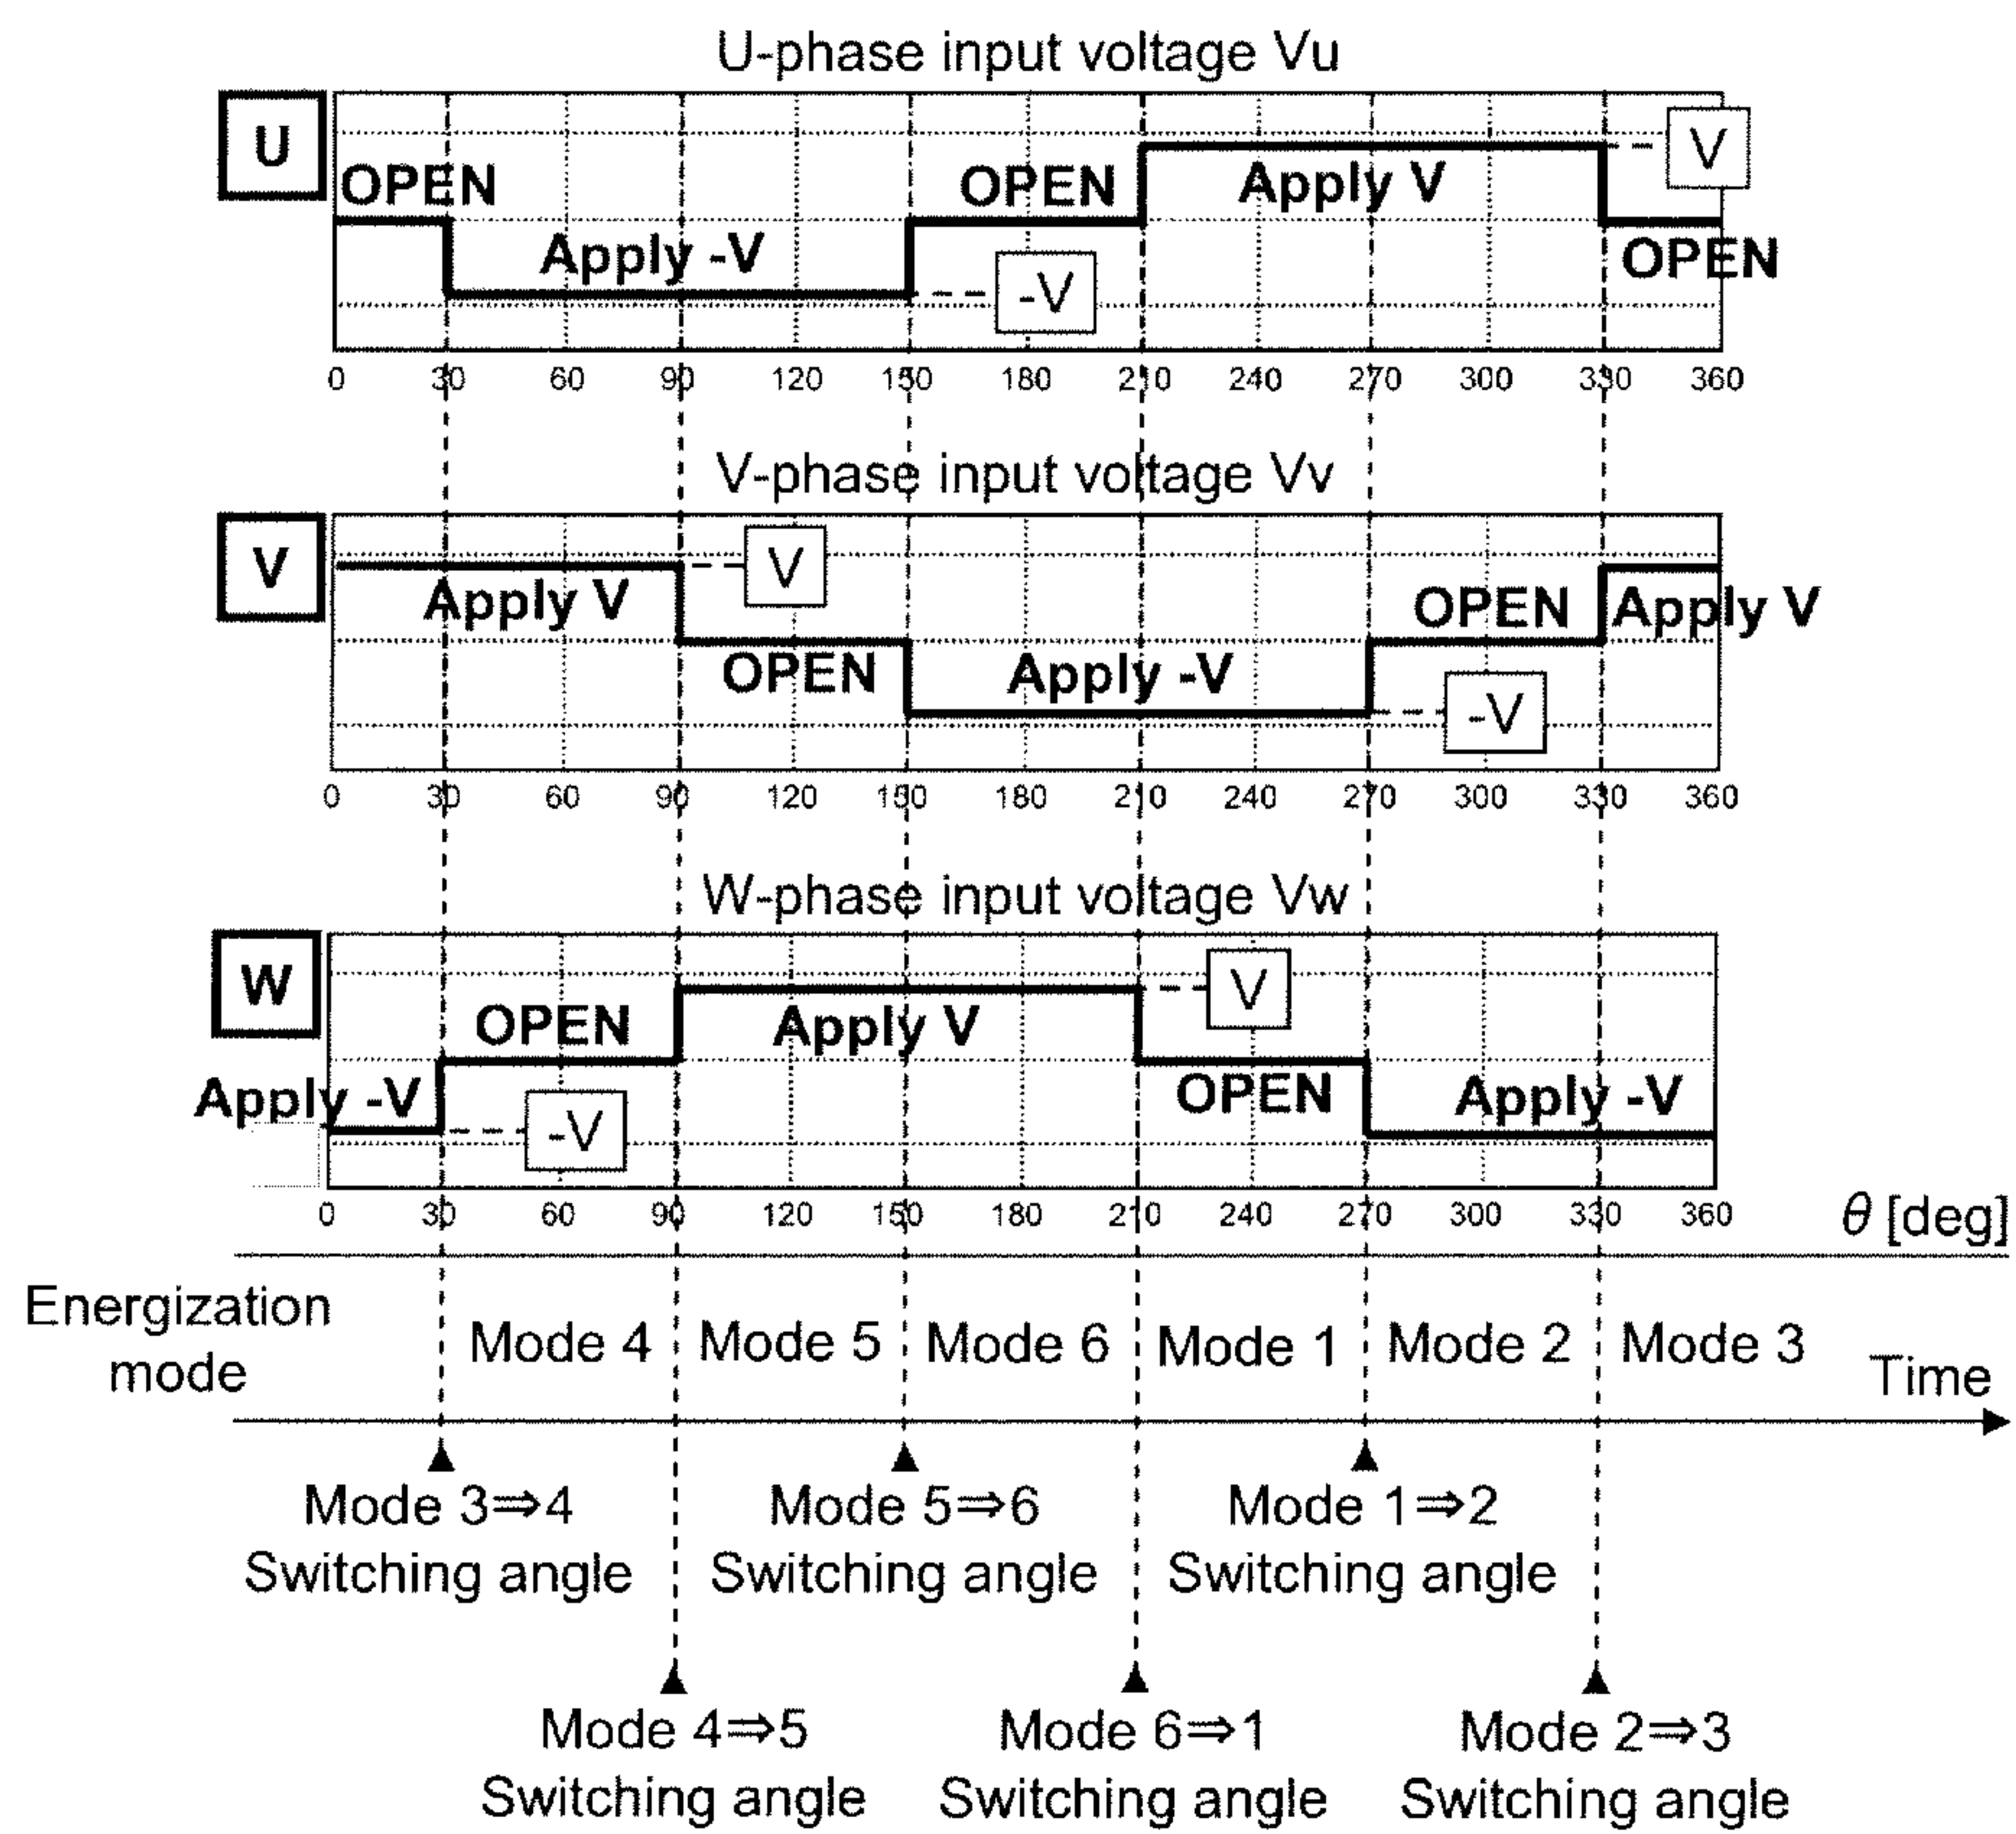 U-phase input voltage Vu
U
OPEN
Apply -V
OPEN
-V
Apply V
V
OPEN
0 30 60 90 120 150 180 210 240 270 300 330 360
V-phase input voltage Vv
V
Apply V
V
OPEN
Apply -V
OPEN
-V
Apply V
0 30 60 90 120 150 180 210 240 270 300 330 360
W-phase input voltage Vw
W
Apply -V
OPEN
-V
Apply V
V
OPEN
Apply -V
0 30 60 90 120 150 180 210 240 270 300 330 360
θ [deg]
Energization
mode
Mode 4 Mode 5 Mode 6 Mode 1 Mode 2 Mode 3
Time
Mode 3⇒4
Switching angle
Mode 5⇒6
Switching angle
Mode 1⇒2
Switching angle
Mode 4⇒5
Switching angle
Mode 6⇒1
Switching angle
Mode 2⇒3
Switching angle